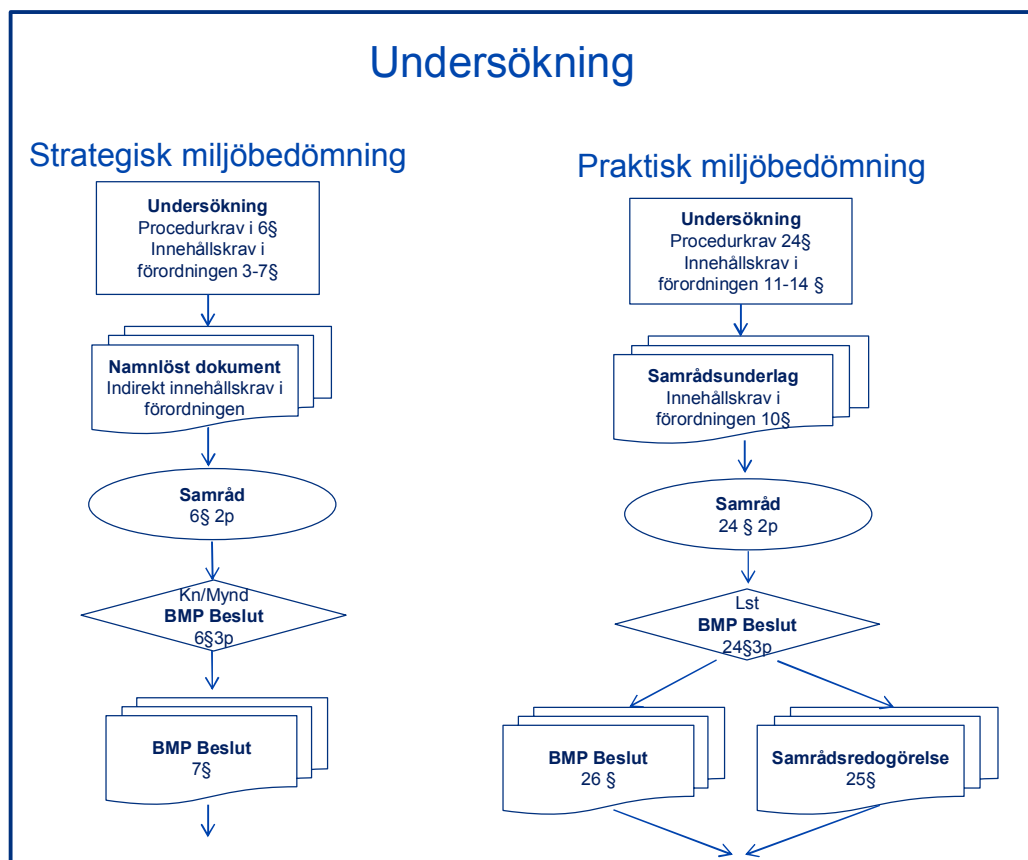 Undersökning
Strategisk miljöbedömning
Undersökning
Procedurkrav i 6§
Innehållskrav i
förordningen 3-7§
Namnlöst dokument
Indirekt innehållskrav i
förordningen
Samråd
6§ 2p
Kn/Mynd
BMP Beslut
6§3p
BMP Beslut
7§
Praktisk miljöbedömning
Undersökning
Procedurkrav 24§
Innehållskrav i
förordningen 11-14 §
Samrådsunderlag
Innehållskrav i
förordningen 10§
Samråd
24 § 2p
Lst
BMP Beslut
24§3p
BMP Beslut
26 §
Samrådsredogörelse
25§